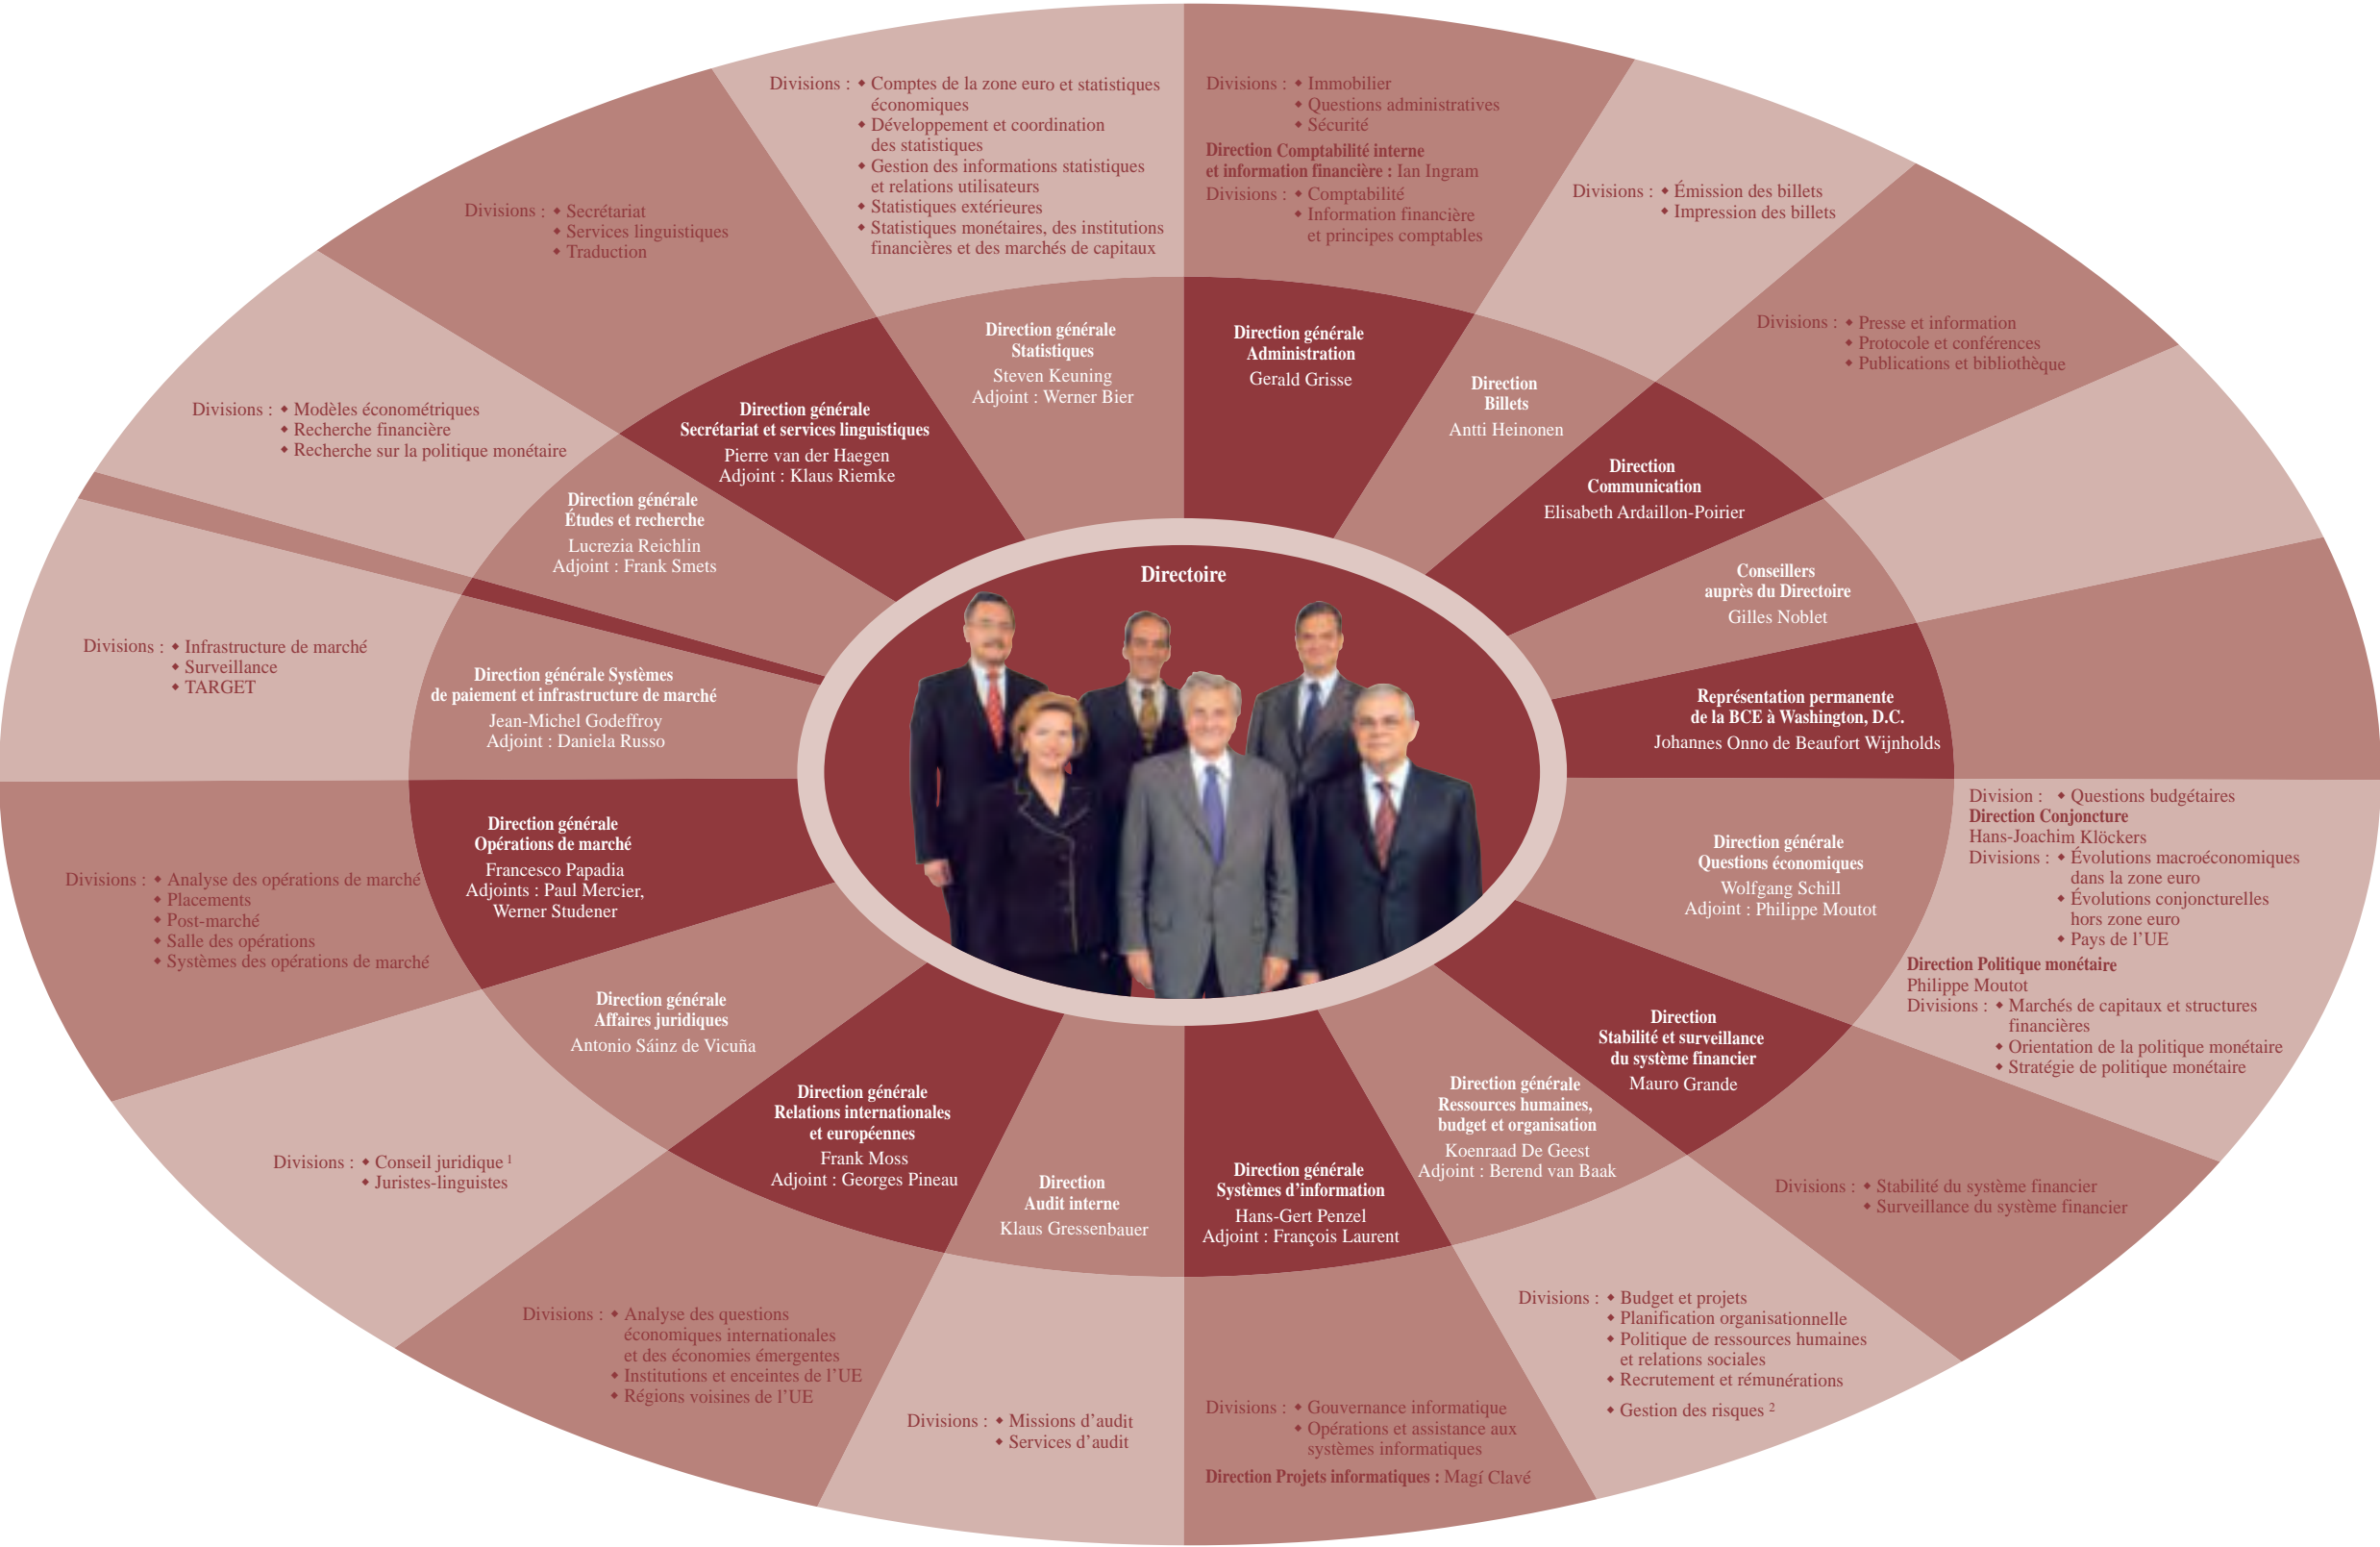 Directoire
Divisions : ◆ Immobilier
◆ Questions administratives
◆ Sécurité
Direction Comptabilité interne
et information financière : Ian Ingram
Divisions : ◆ Comptabilité
◆ Information financière
et principes comptables
Direction générale
Administration
Gerald Grisse
Divisions : ◆ Émission des billets
◆ Impression des billets
Direction
Billets
Antti Heinonen
Divisions : ◆ Presse et information
◆ Protocole et conférences
◆ Publications et bibliothèque
Direction
Communication
Elisabeth Ardaillon-Poirier
Conseillers
auprès du Directoire
Gilles Noblet
Représentation permanente
de la BCE à Washington, D.C.
Johannes Onno de Beaufort Wijnholds
Direction générale
Questions économiques
Wolfgang Schill
Adjoint : Philippe Moutot
Division : ◆ Questions budgétaires
Direction Conjoncture
Hans-Joachim Klöckers
Divisions : ◆ Évolutions macroéconomiques
dans la zone euro
◆ Évolutions conjoncturelles
hors zone euro
◆ Pays de l’UE
Direction Politique monétaire
Philippe Moutot
Divisions : ◆ Marchés de capitaux et structures
financières
◆ Orientation de la politique monétaire
◆ Stratégie de politique monétaire
Direction
Stabilité et surveillance
du système financier
Mauro Grande
Divisions : ◆ Stabilité du système financier
◆ Surveillance du système financier
Direction générale
Ressources humaines,
budget et organisation
Koenraad De Geest
Adjoint : Berend van Baak
Divisions : ◆ Budget et projets
◆ Planification organisationnelle
◆ Politique de ressources humaines
et relations sociales
◆ Recrutement et rémunérations
◆ Gestion des risques ²
Direction générale
Systèmes d’information
Hans-Gert Penzel
Adjoint : François Laurent
Divisions : ◆ Gouvernance informatique
◆ Opérations et assistance aux
systèmes informatiques
Direction Projets informatiques : Magí Clavé
Direction
Audit interne
Klaus Gressenbauer
Divisions : ◆ Missions d’audit
◆ Services d’audit
Direction générale
Relations internationales
et européennes
Frank Moss
Adjoint : Georges Pineau
Divisions : ◆ Analyse des questions
économiques internationales
et des économies émergentes
◆ Institutions et enceintes de l’UE
◆ Régions voisines de l’UE
Direction générale
Affaires juridiques
Antonio Sáinz de Vicuña
Divisions : ◆ Conseil juridique ¹
◆ Juristes-linguistes
Direction générale
Opérations de marché
Francesco Papadia
Adjoints : Paul Mercier,
Werner Studener
Divisions : ◆ Analyse des opérations de marché
◆ Placements
◆ Post-marché
◆ Salle des opérations
◆ Systèmes des opérations de marché
Direction générale Systèmes
de paiement et infrastructure de marché
Jean-Michel Godeffroy
Adjoint : Daniela Russo
Divisions : ◆ Infrastructure de marché
◆ Surveillance
◆ TARGET
Direction générale
Études et recherche
Lucrezia Reichlin
Adjoint : Frank Smets
Divisions : ◆ Modèles économétriques
◆ Recherche financière
◆ Recherche sur la politique monétaire
Direction générale
Secrétariat et services linguistiques
Pierre van der Haegen
Adjoint : Klaus Riemke
Divisions : ◆ Secrétariat
◆ Services linguistiques
◆ Traduction
Direction générale
Statistiques
Steven Keuning
Adjoint : Werner Bier
Divisions : ◆ Comptes de la zone euro et statistiques
économiques
◆ Développement et coordination
des statistiques
◆ Gestion des informations statistiques
et relations utilisateurs
◆ Statistiques extérieures
◆ Statistiques monétaires, des institutions
financières et des marchés de capitaux